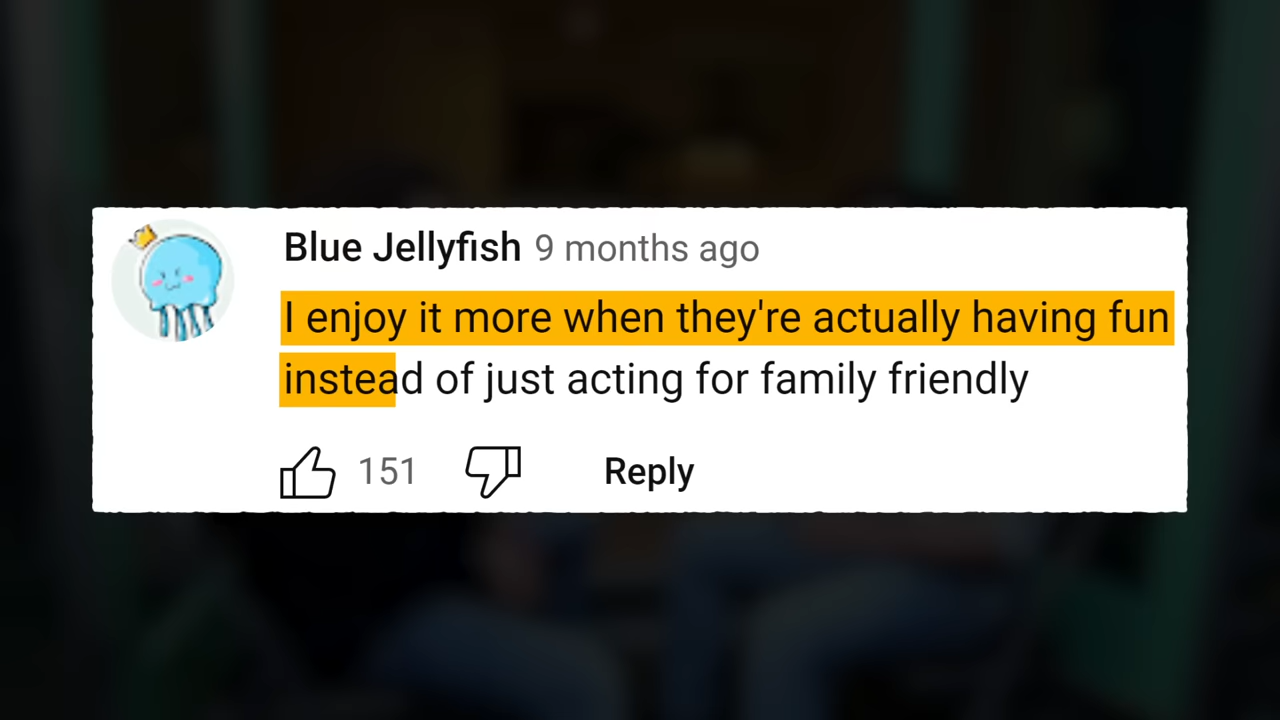 Blue Jellyfish 9 months ago
I enjoy it more when they're actually having fun
instead of just acting for family friendly
151 Reply